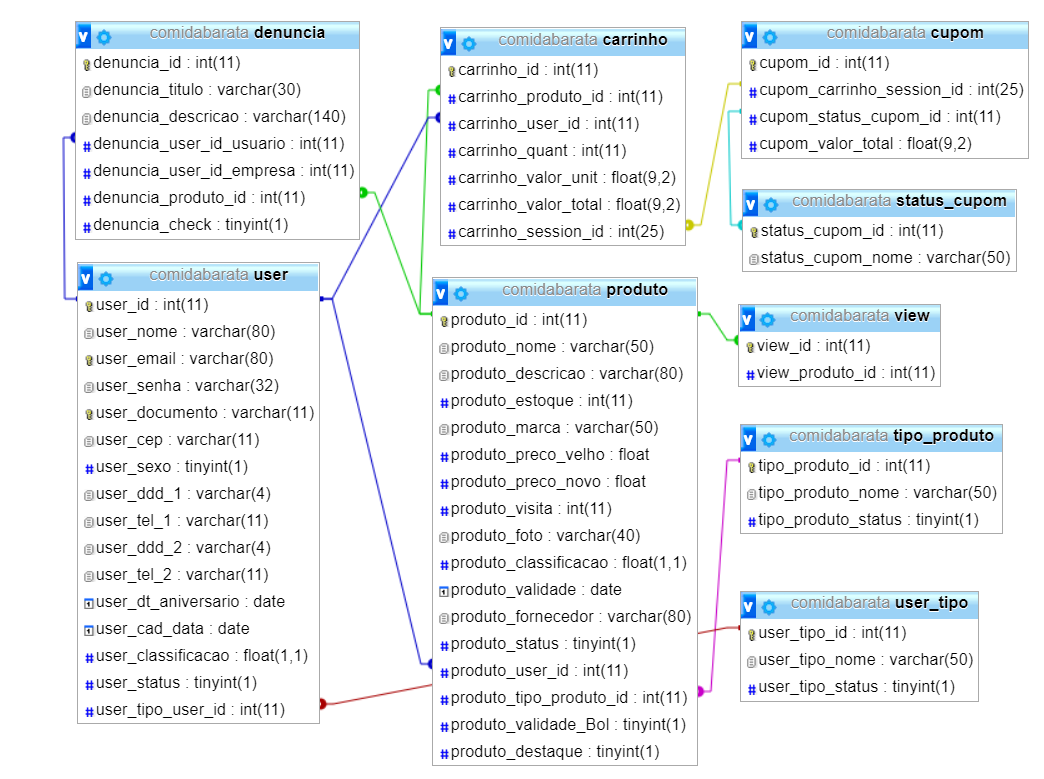 comidabarata denuncia
denuncia_id : int(11)
denuncia_titulo : varchar(30)
denuncia_descricao : varchar(140)
denuncia_user_id_usuario : int(11)
denuncia_user_id_empresa : int(11)
denuncia_produto_id : int(11)
denuncia_check : tinyint(1)
comidabarata user
user_id : int(11)
user_nome : varchar(80)
user_email : varchar(80)
user_senha : varchar(32)
user_documento : varchar(11)
user_cep : varchar(11)
user_sexo : tinyint(1)
user_ddd_1 : varchar(4)
user_tel_1 : varchar(11)
user_ddd_2 : varchar(4)
user_tel_2 : varchar(11)
user_dt_aniversario : date
user_cad_data : date
user_classificacao : float(1,1)
user_status : tinyint(1)
user_tipo_user_id : int(11)
comidabarata carrinho
carrinho_id : int(11)
carrinho_produto_id : int(11)
carrinho_user_id : int(11)
carrinho_quant : int(11)
carrinho_valor_unit : float(9,2)
carrinho_valor_total : float(9,2)
carrinho_session_id : int(25)
comidabarata produto
produto_id : int(11)
produto_nome : varchar(50)
produto_descricao : varchar(80)
produto_estoque : int(11)
produto_marca : varchar(50)
produto_preco_velho : float
produto_preco_novo : float
produto_visita : int(11)
produto_foto : varchar(40)
produto_classificacao : float(1,1)
produto_validade : date
produto_fornecedor : varchar(80)
produto_status : tinyint(1)
produto_user_id : int(11)
produto_tipo_produto_id : int(11)
produto_validade_Bol : tinyint(1)
produto_destaque : tinyint(1)
comidabarata cupom
cupom_id : int(11)
cupom_carrinho_session_id : int(25)
cupom_status_cupom_id : int(11)
cupom_valor_total : float(9,2)
comidabarata status_cupom
status_cupom_id : int(11)
status_cupom_nome : varchar(50)
comidabarata view
view_id : int(11)
view_produto_id : int(11)
comidabarata tipo_produto
tipo_produto_id : int(11)
tipo_produto_nome : varchar(50)
tipo_produto_status : tinyint(1)
comidabarata user_tipo
user_tipo_id : int(11)
user_tipo_nome : varchar(50)
user_tipo_status : tinyint(1)